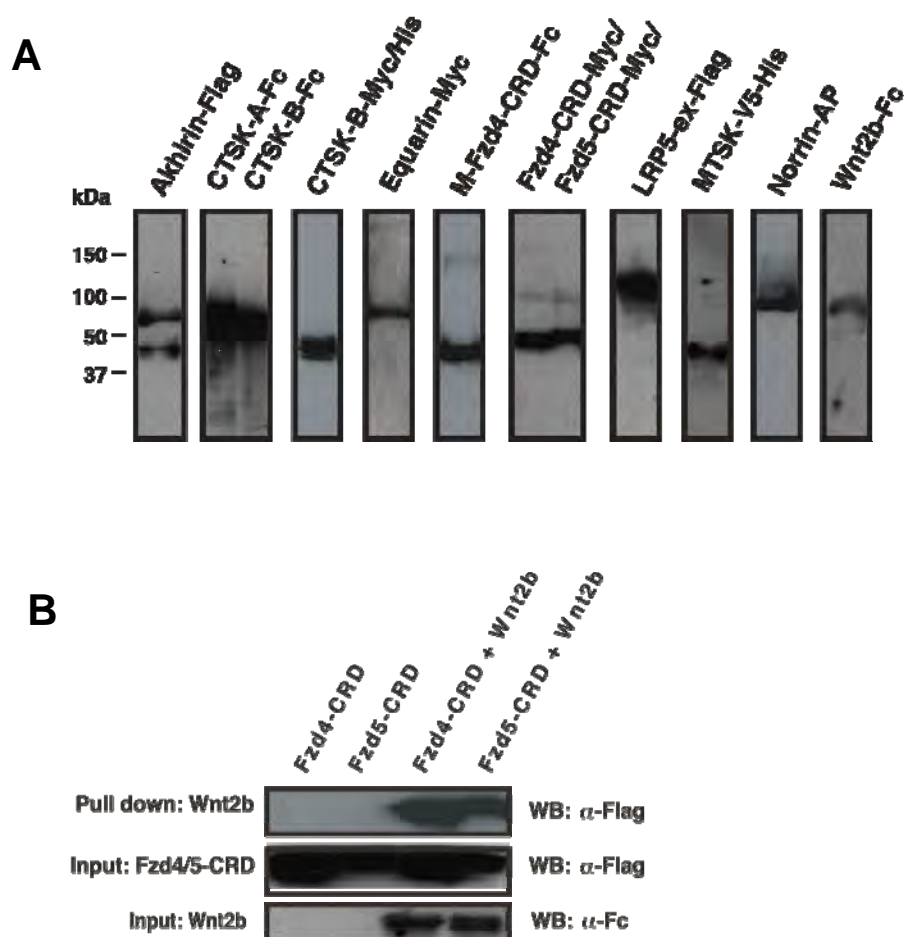 A
Akhirin-Flag
CTSK-A-Fc
CTSK-B-Fc
CTSK-B-Myc/His
Equarin-Myc
M-Fzd4-CRD-Fc
Fzd4-CRD-Myc/
Fzd5-CRD-Myc/
LRP5-ex-Flag
MTSK-V5-His
Norrin-AP
Wnt2b-Fc
kDa
150
100
50
37
B
Fzd4-CRD
Fzd5-CRD
Fzd4-CRD + Wnt2b
Fzd5-CRD + Wnt2b
Pull down: Wnt2b WB: α-Flag
Input: Fzd4/5-CRD WB: α-Flag
Input: Wnt2b WB: α-Fc